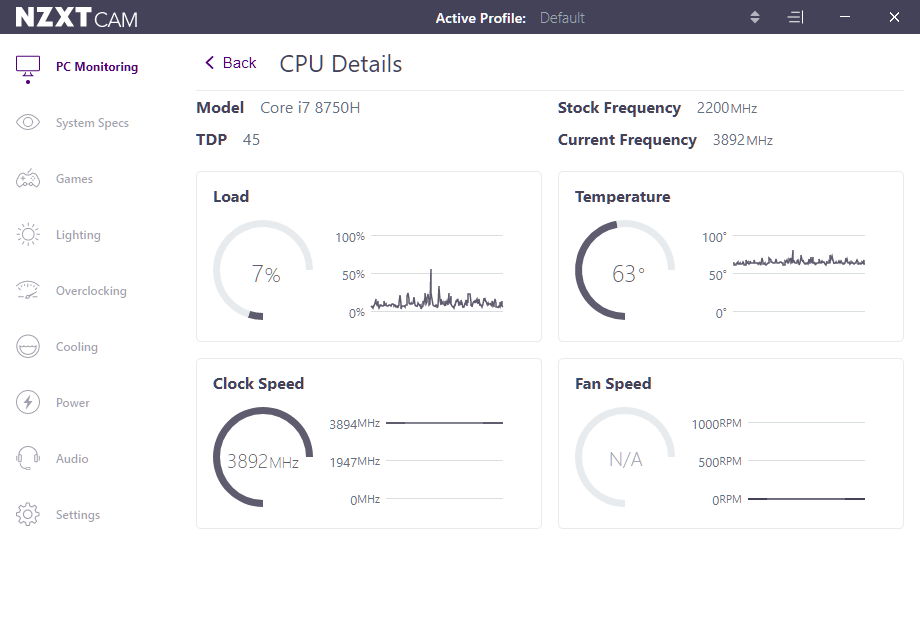 NZXT CAM
Active Profile: Default
PC Monitoring
System Specs
Games
Lighting
Overclocking
Cooling
Power
Audio
Settings
Back CPU Details
Model Core i7 8750H
TDP 45
Stock Frequency 2200MHz
Current Frequency 3892MHz
Load
7%
100%
50%
0%
Temperature
63°
100°
50°
0°
Clock Speed
3892MHz
3894MHz
1947MHz
0MHz
Fan Speed
N/A
1000RPM
500RPM
0RPM